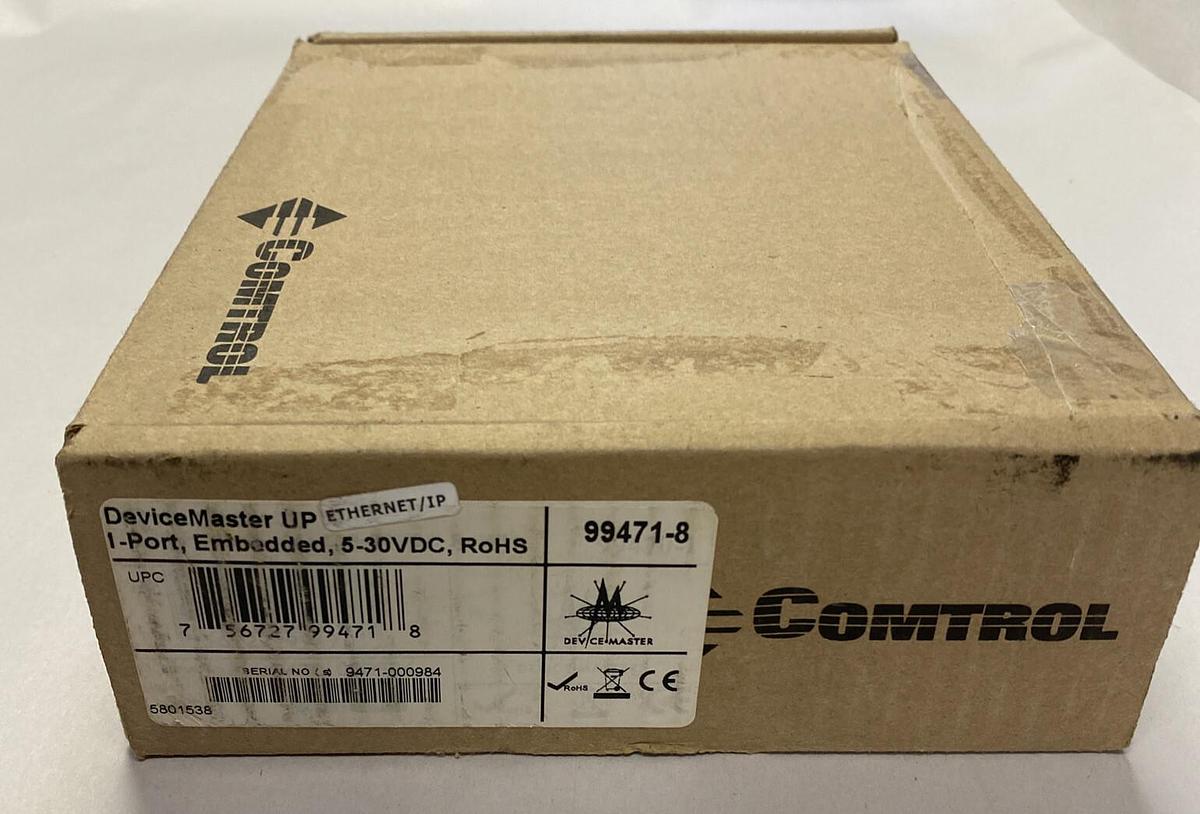 COMTROL
DeviceMaster UP ETHERNET/IP
1-Port, Embedded, 5-30VDC, RoHS
99471-8
UPC
7 56727 99471 8
DEVICE MASTER
SERIAL NO (s) 9471-000984
5801538
RoHS
CE
COMTROL